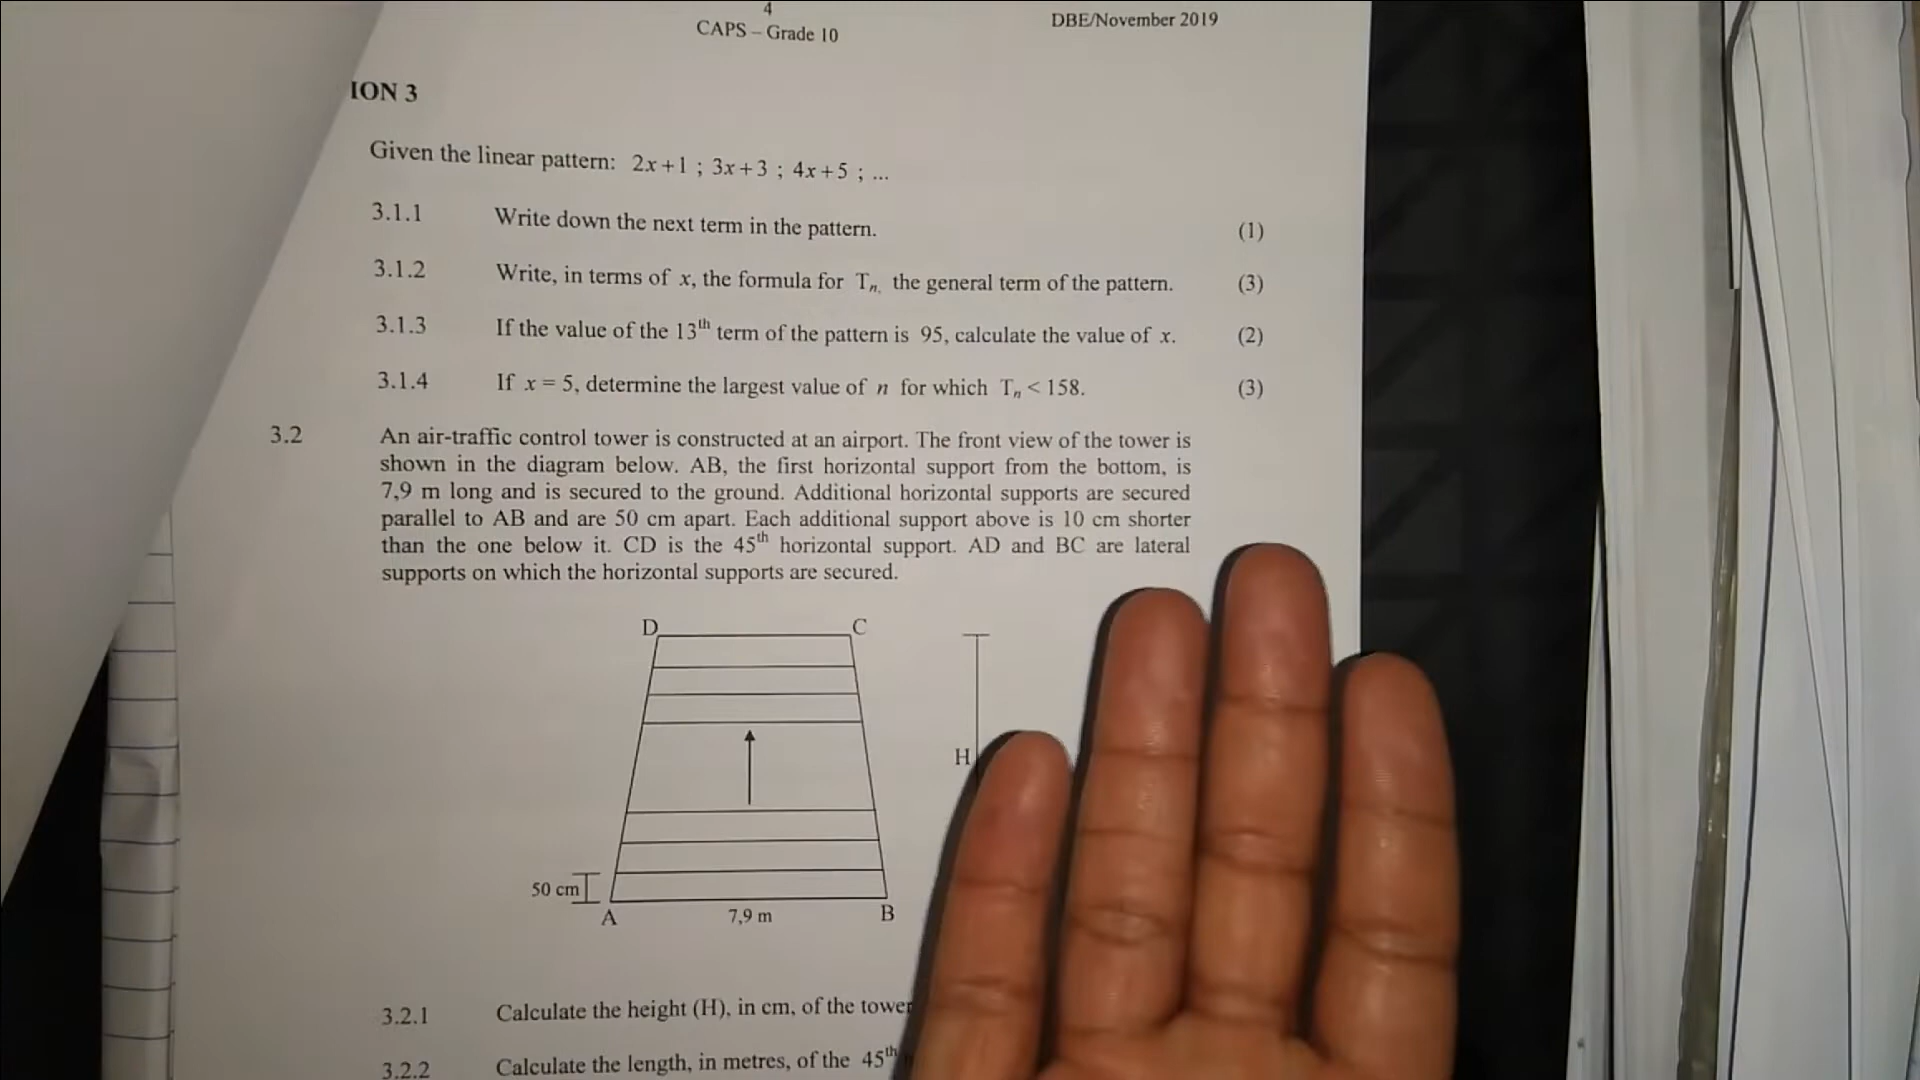 4
CAPS – Grade 10
DBE/November 2019
ION 3
Given the linear pattern: 2x+1 ; 3x+3 ; 4x+5 ; ...
3.1.1 Write down the next term in the pattern. (1)
3.1.2 Write, in terms of x, the formula for Tn, the general term of the pattern. (3)
3.1.3 If the value of the 13th term of the pattern is 95, calculate the value of x. (2)
3.1.4 If x = 5, determine the largest value of n for which Tn < 158. (3)
3.2 An air-traffic control tower is constructed at an airport. The front view of the tower is
shown in the diagram below. AB, the first horizontal support from the bottom, is
7,9 m long and is secured to the ground. Additional horizontal supports are secured
parallel to AB and are 50 cm apart. Each additional support above is 10 cm shorter
than the one below it. CD is the 45th horizontal support. AD and BC are lateral
supports on which the horizontal supports are secured.
D C
H
50 cm
A 7,9 m B
3.2.1 Calculate the height (H), in cm, of the tower
3.2.2 Calculate the length, in metres, of the 45th